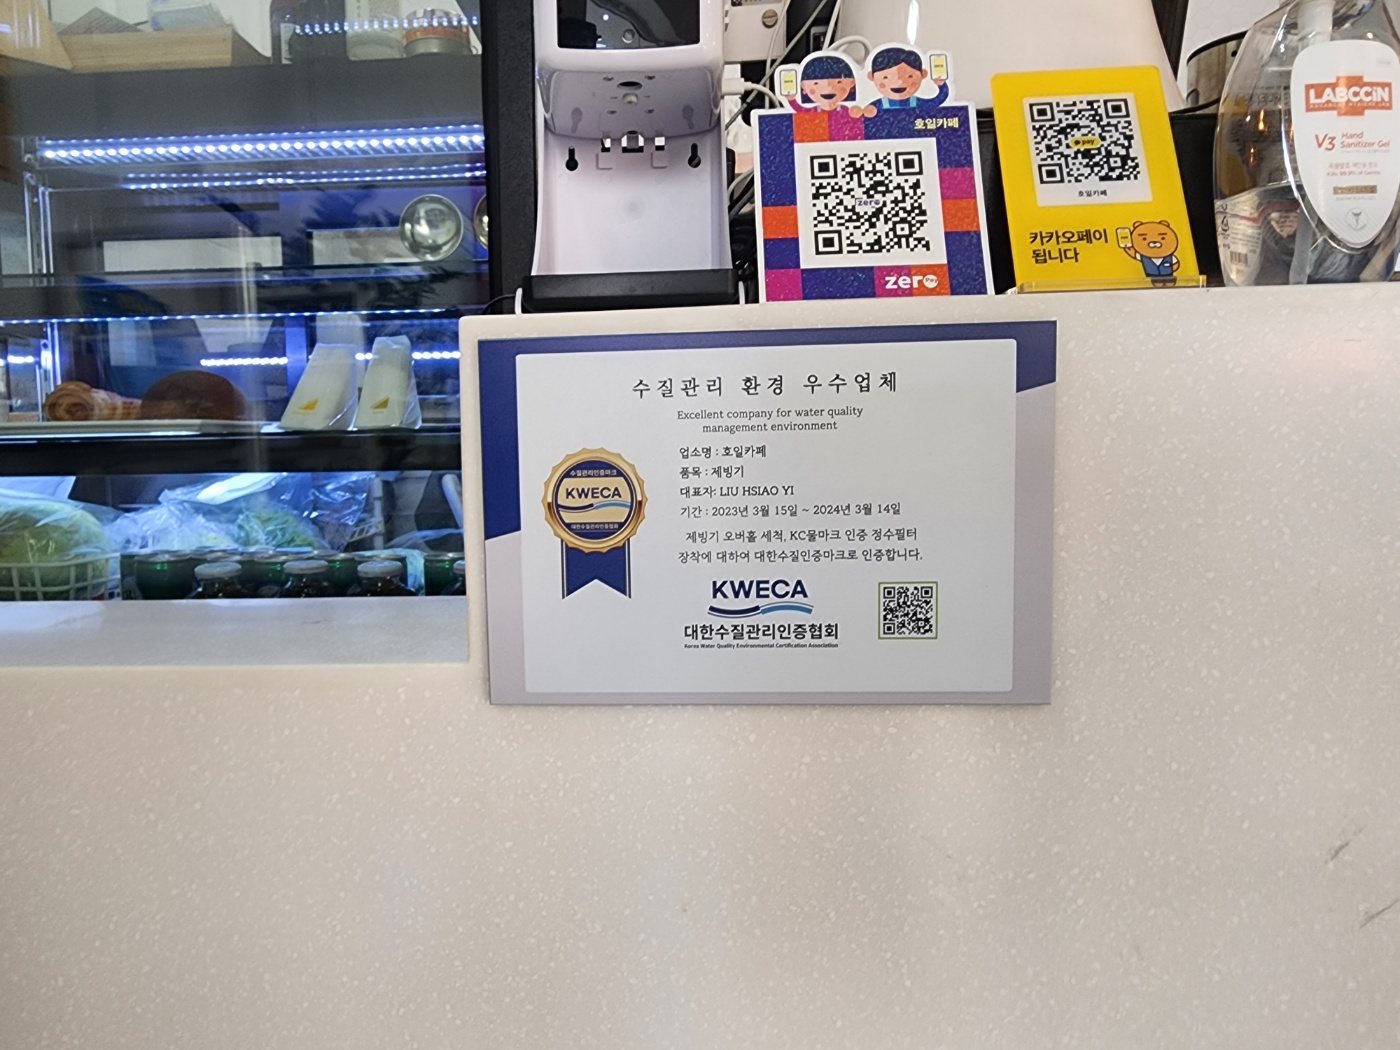 호일카페
zero
zero Pay
pay
호일카페
카카오페이
됩니다
LABCCiN
V3 Hand
Sanitizer Gel
수질관리 환경 우수업체
Excellent company for water quality
management environment
업소명 : 호일카페
품목 : 제빙기
대표자: LIU HSIAO YI
기간 : 2023년 3월 15일 ~ 2024년 3월 14일
제빙기 오버홀 세척, KC물마크 인증 정수필터
장착에 대하여 대한수질인증마크로 인증합니다.
수질관리인증마크
KWECA
대한수질관리인증협회
KWECA
대한수질관리인증협회
Korea Water Quality Environmental Certification Association